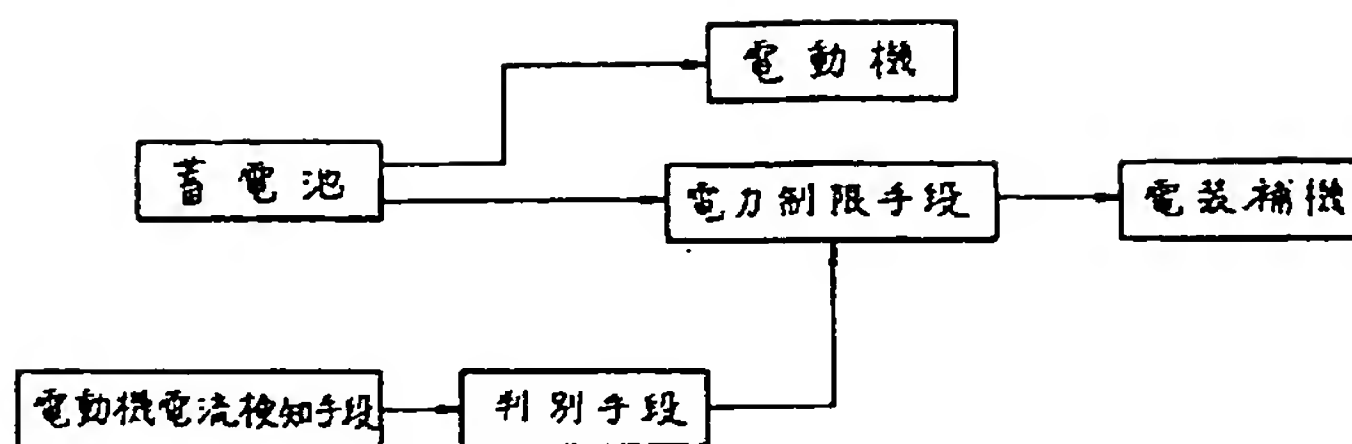 電動機
蓄電池
電力制限手段
電装補機
電動機電流検知手段
判別手段